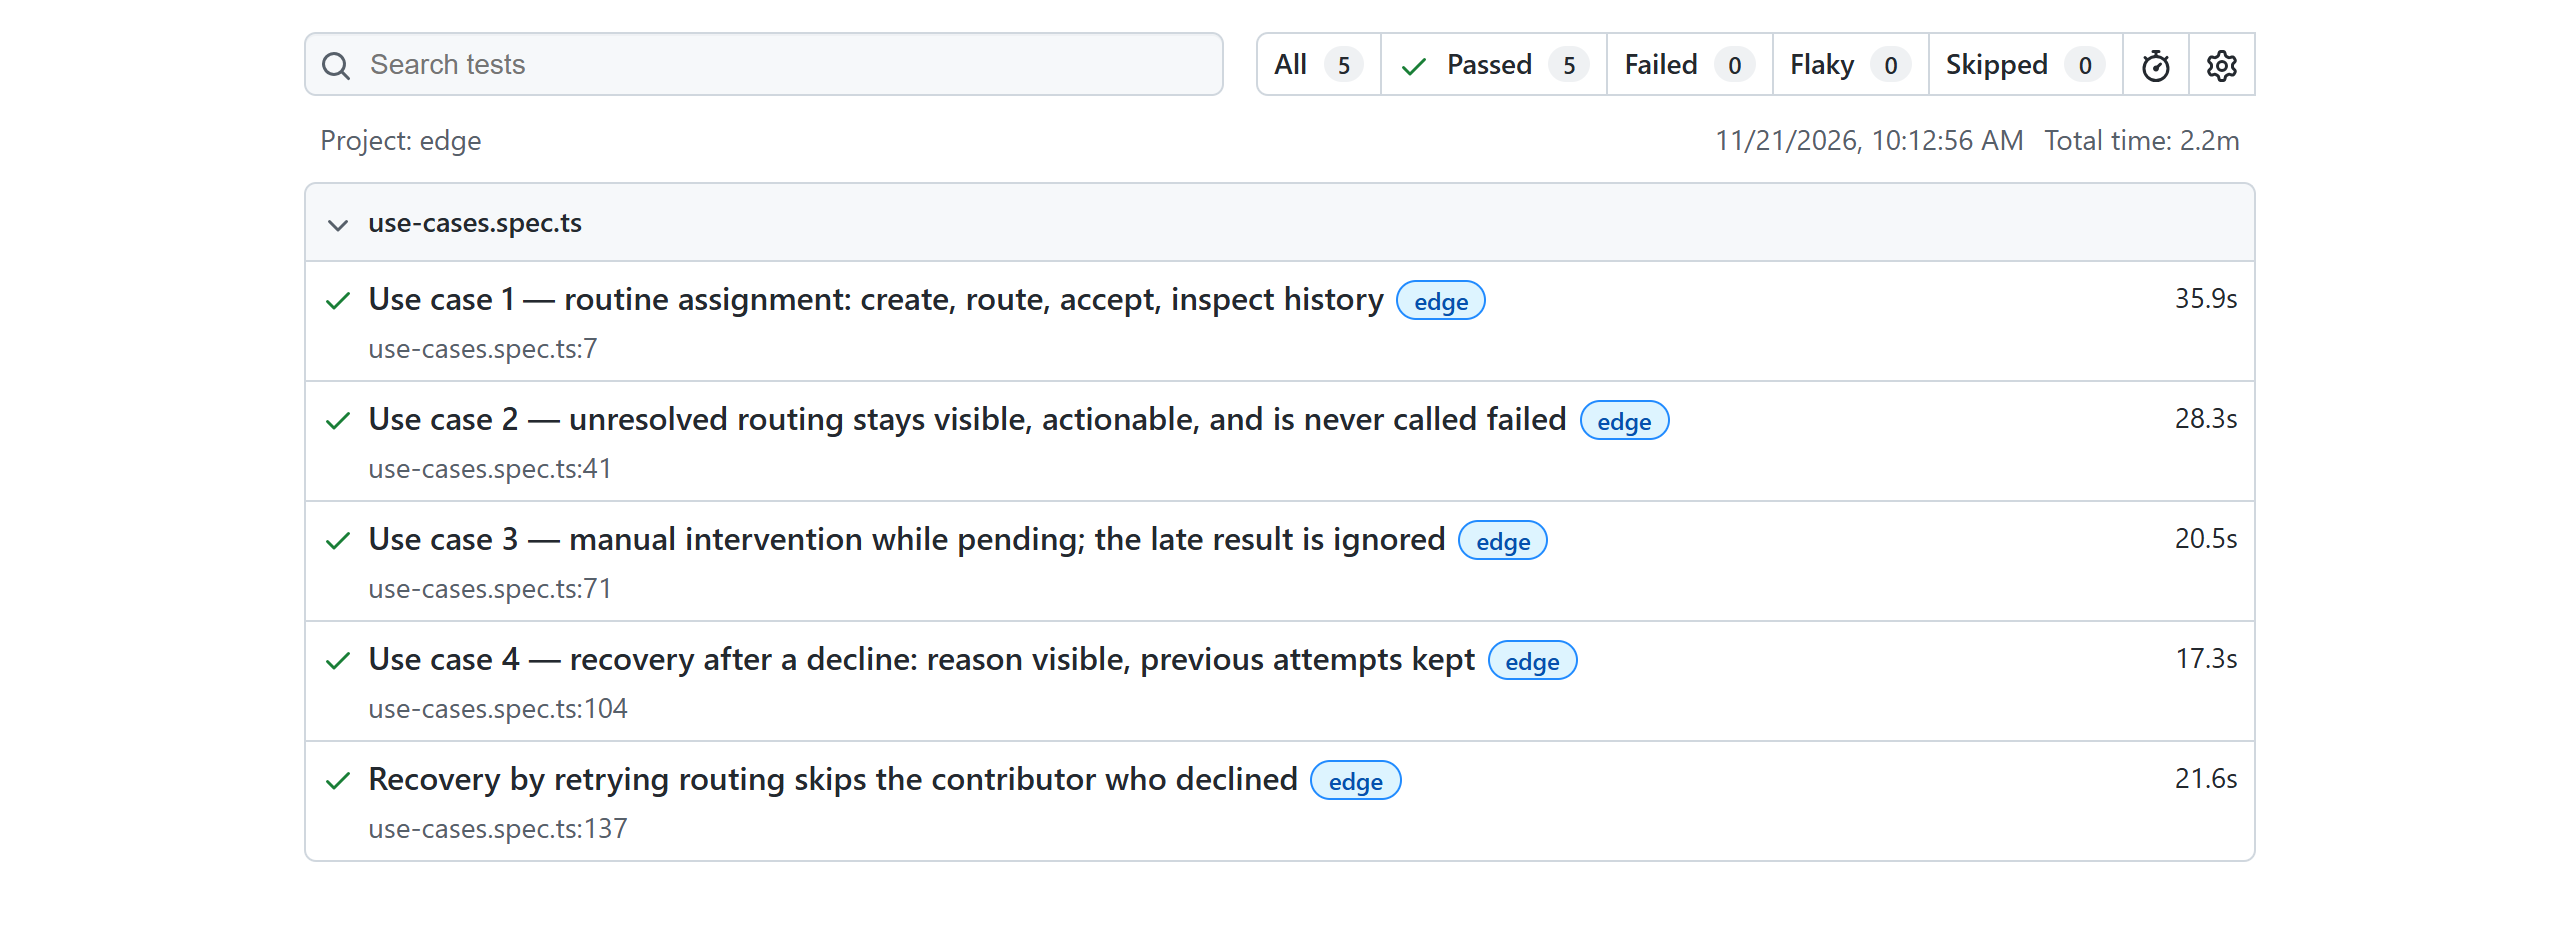 Search tests
All 5 Passed 5 Failed 0 Flaky 0 Skipped 0
Project: edge 11/21/2026, 10:12:56 AM Total time: 2.2m
use-cases.spec.ts
Use case 1 — routine assignment: create, route, accept, inspect history edge 35.9s
use-cases.spec.ts:7
Use case 2 — unresolved routing stays visible, actionable, and is never called failed edge 28.3s
use-cases.spec.ts:41
Use case 3 — manual intervention while pending; the late result is ignored edge 20.5s
use-cases.spec.ts:71
Use case 4 — recovery after a decline: reason visible, previous attempts kept edge 17.3s
use-cases.spec.ts:104
Recovery by retrying routing skips the contributor who declined edge 21.6s
use-cases.spec.ts:137